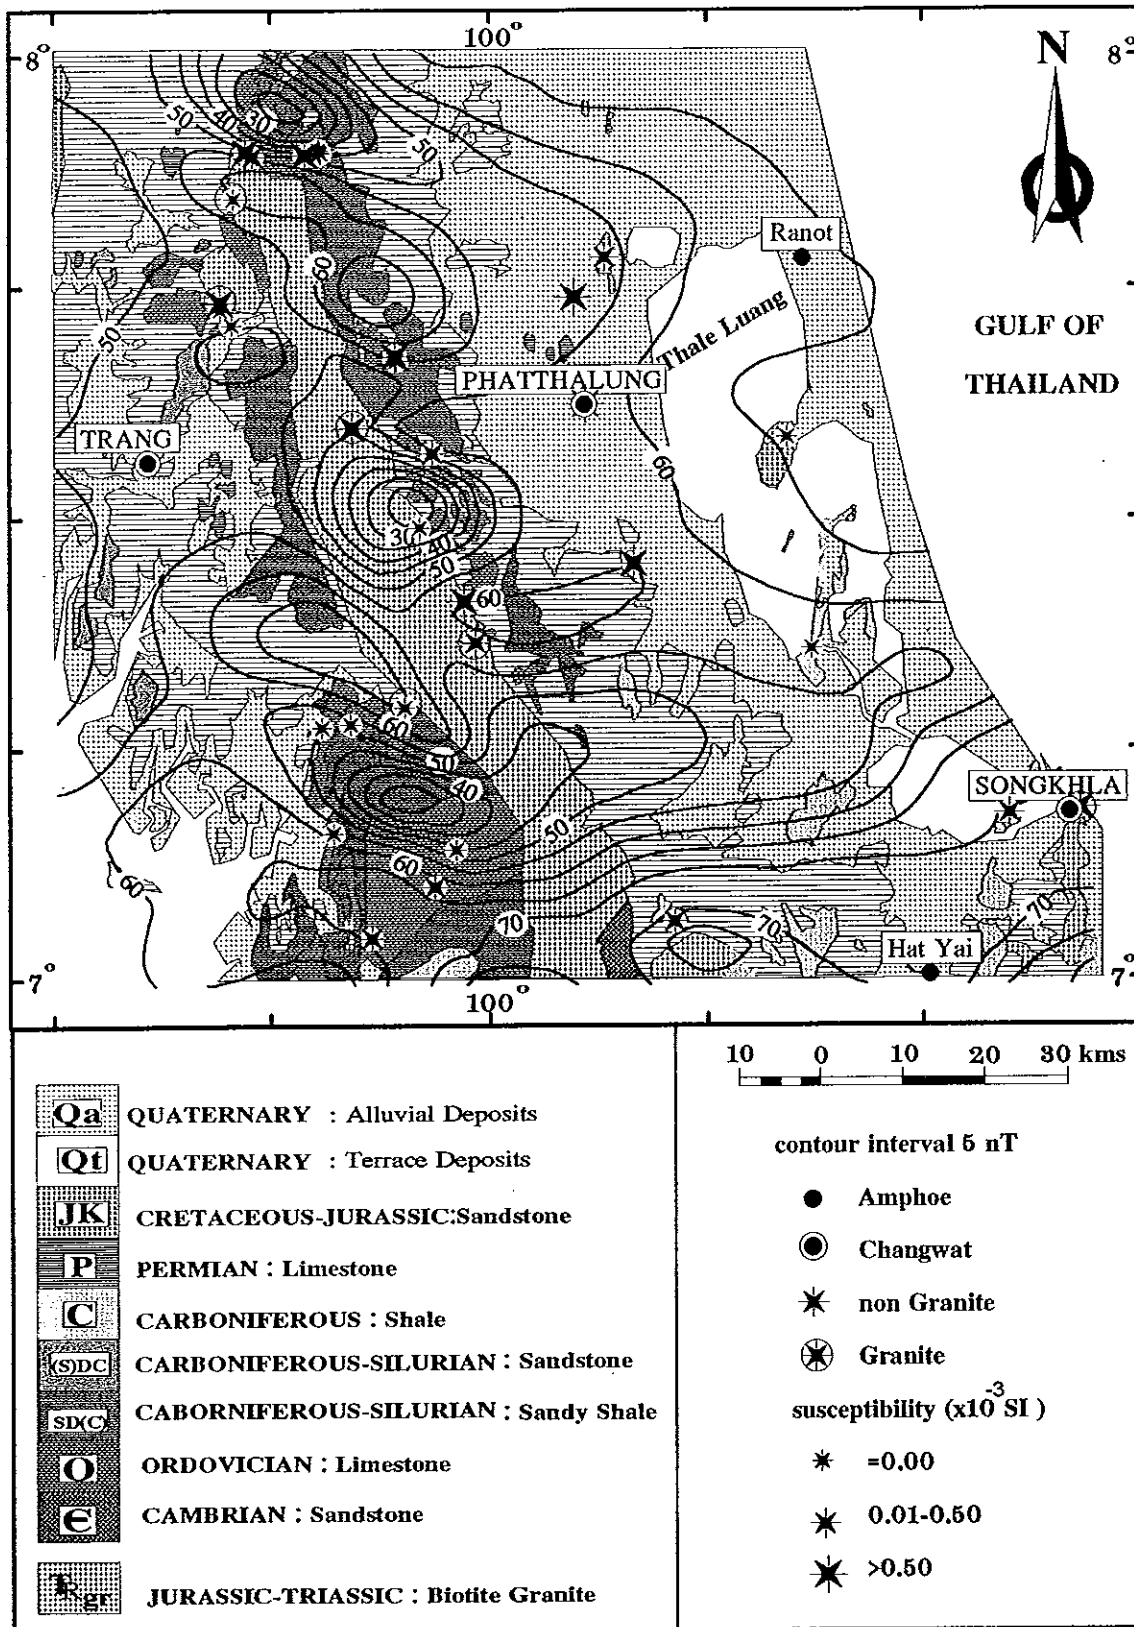 100°
8°
N
8°
50
40
30
50
Ranot
60
50
Thale Luang
GULF OF
THAILAND
PHATTHALUNG
TRANG
60
30
40
50
60
60
50
40
SONGKHLA
50
60
60
70
70
70
Hat Yai
7°
100°
7°
10 0 10 20 30 kms
Qa QUATERNARY : Alluvial Deposits
Qt QUATERNARY : Terrace Deposits
JK CRETACEOUS-JURASSIC:Sandstone
P PERMIAN : Limestone
C CARBONIFEROUS : Shale
(S)DC CARBONIFEROUS-SILURIAN : Sandstone
SD(C) CABORNIFEROUS-SILURIAN : Sandy Shale
O ORDOVICIAN : Limestone
Є CAMBRIAN : Sandstone
TR gr JURASSIC-TRIASSIC : Biotite Granite
contour interval 5 nT
Amphoe
Changwat
non Granite
Granite
susceptibility (x10⁻³ SI )
=0.00
0.01-0.50
>0.50